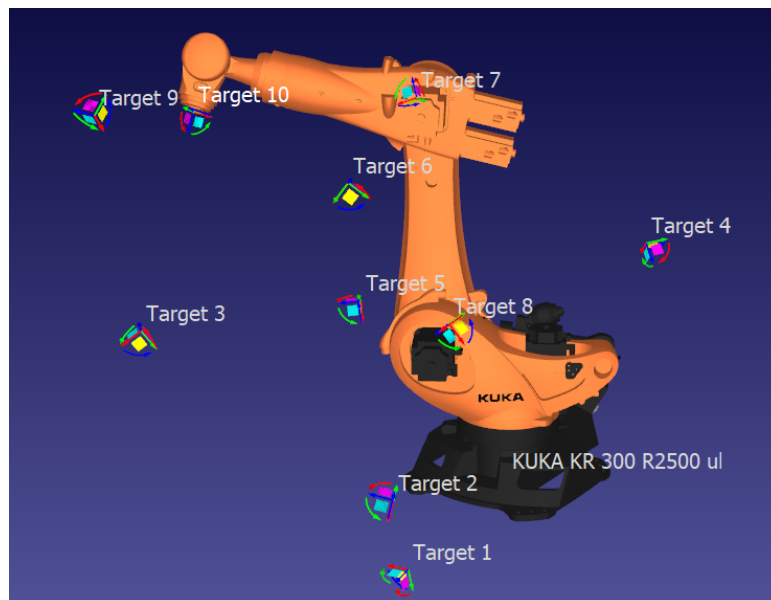 Target 7
Target 9
Target 10
Target 6
Target 4
Target 5
Target 3
Target 8
KUKA
KUKA KR 300 R2500 ul
Target 2
Target 1